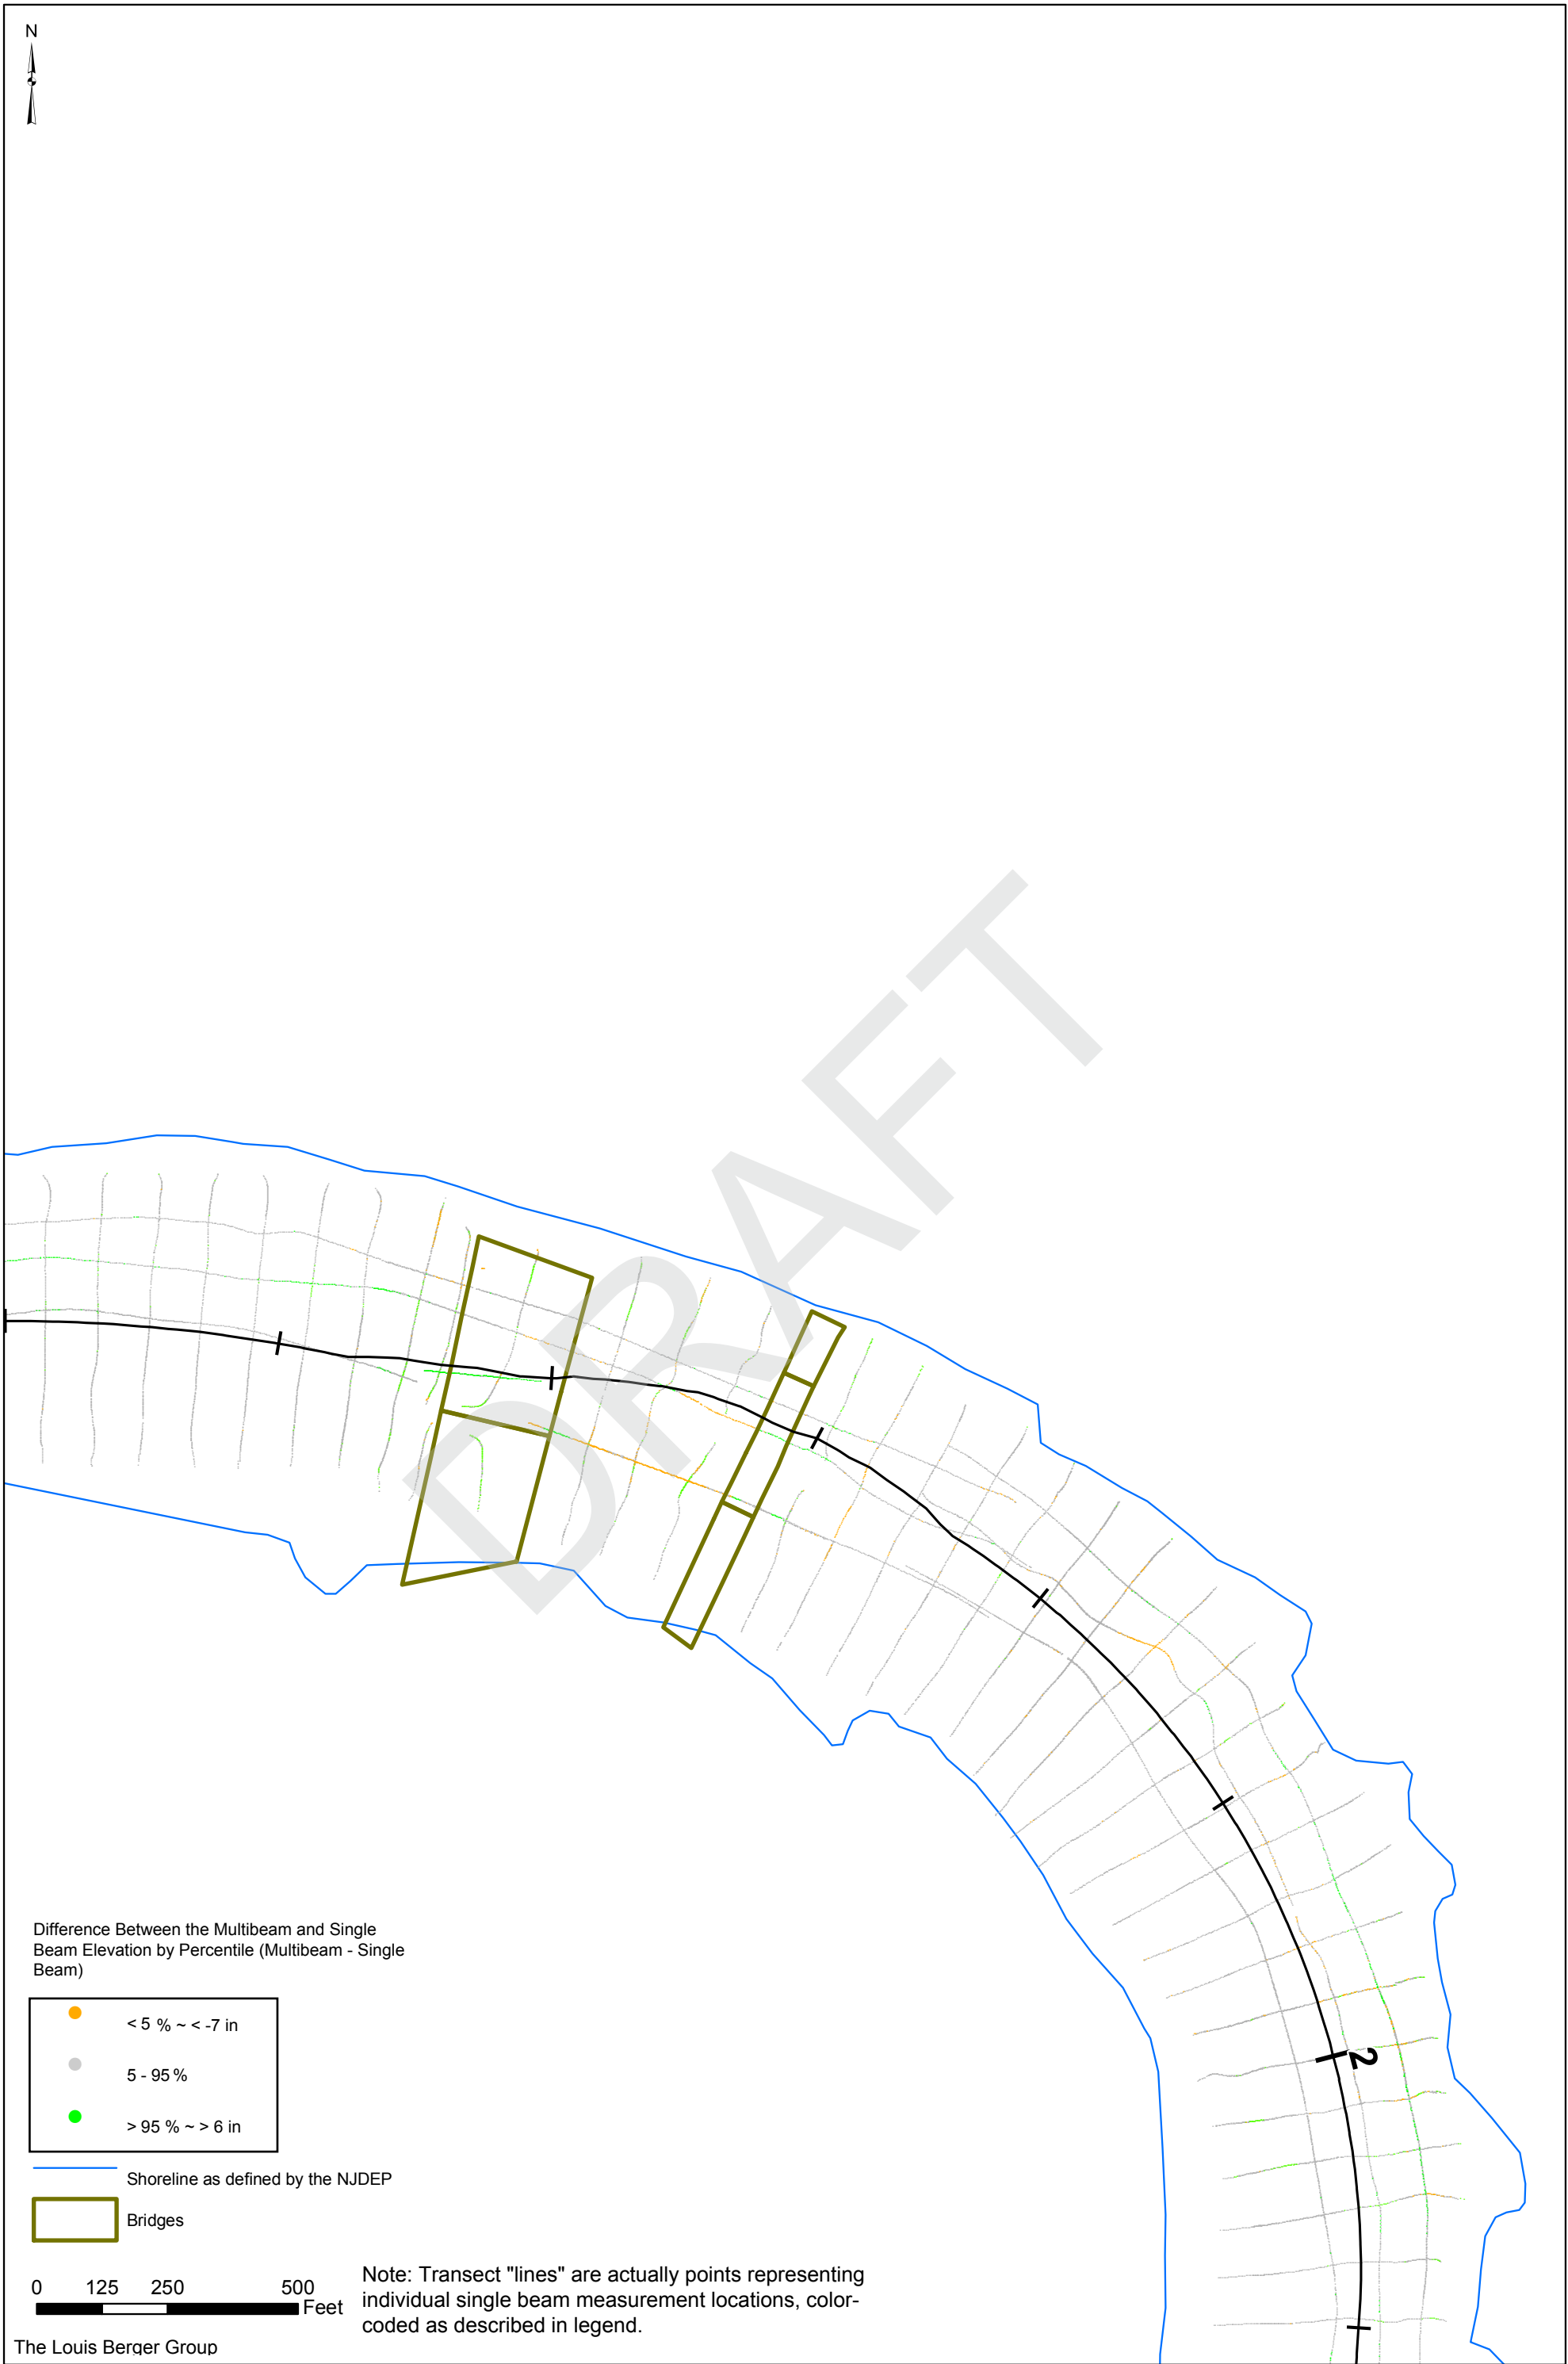 N
DRAFT
2
Difference Between the Multibeam and Single
Beam Elevation by Percentile (Multibeam - Single
Beam)
< 5 % ~ < -7 in
5 - 95 %
> 95 % ~ > 6 in
Shoreline as defined by the NJDEP
Bridges
0 125 250 500
Feet
Note: Transect "lines" are actually points representing
individual single beam measurement locations, color-
coded as described in legend.
The Louis Berger Group